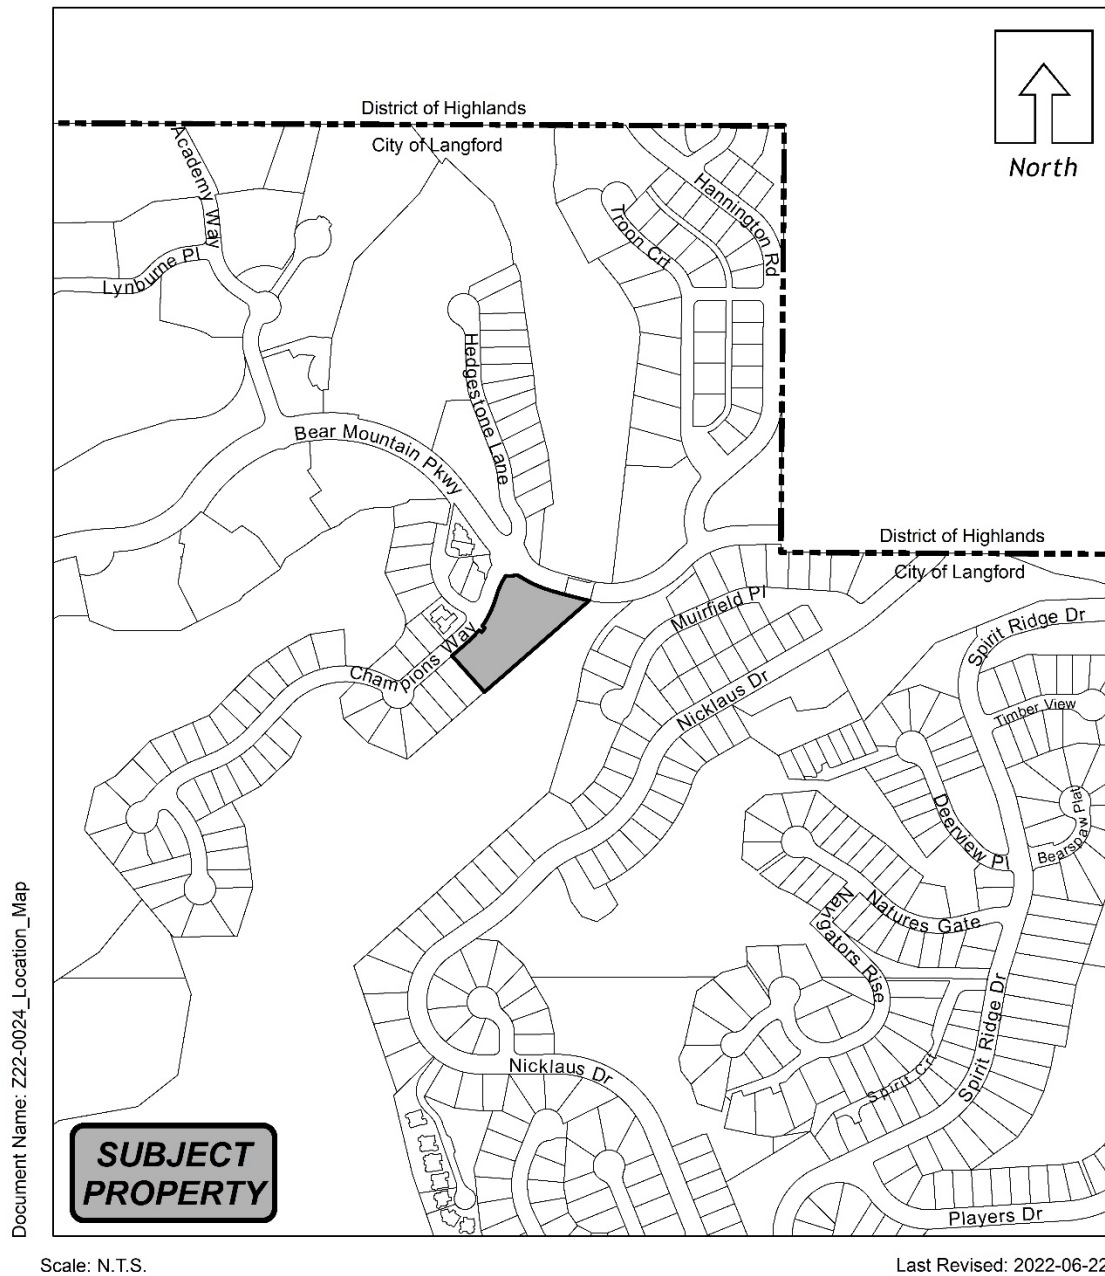 District of Highlands
City of Langford
North
Academy Way
Lynburne Pl
Hannington Rd
Troon Crt
Hedgestone Lane
Bear Mountain Pkwy
District of Highlands
City of Langford
Muirfield Pl
Spirit Ridge Dr
Champions Way
Nicklaus Dr
Timber View
Deerview Pl
Bearspaw Plat
Natures Gate
Navigators Rise
Spirit Ridge Dr
Nicklaus Dr
Spirit Crt
Players Dr
SUBJECT
PROPERTY
Document Name: Z22-0024_Location_Map
Scale: N.T.S.
Last Revised: 2022-06-22